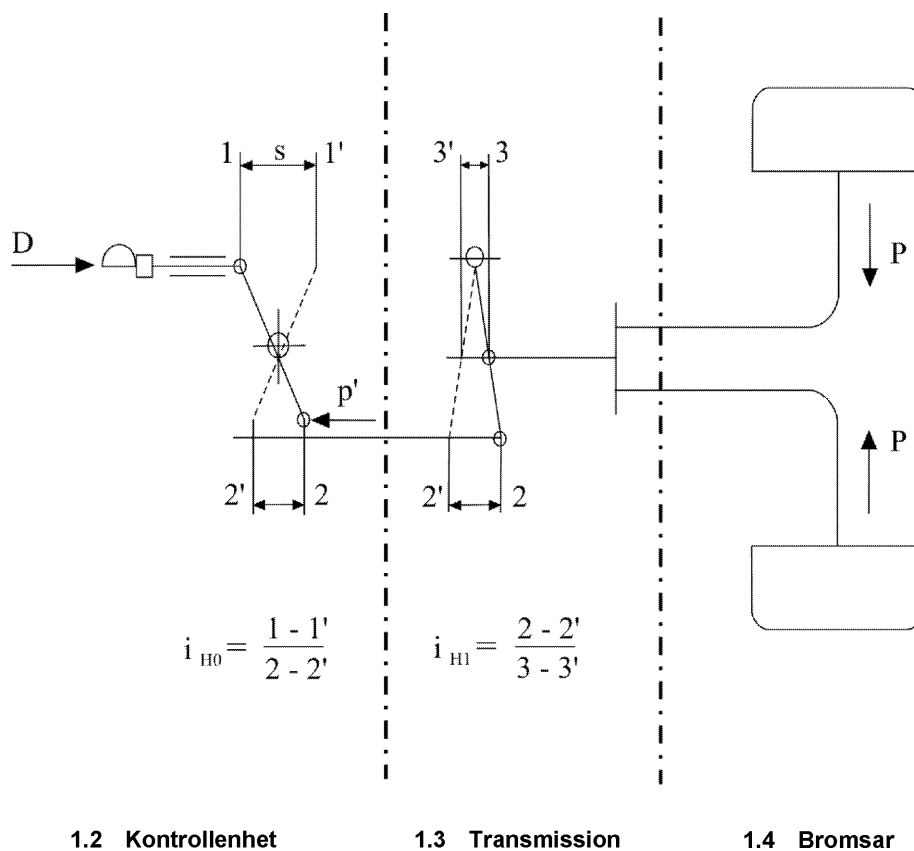 1 s 1' 3' 3
D P
p'
2' 2 2' 2 P
i H0 = 1 - 1' / 2 - 2' i H1 = 2 - 2' / 3 - 3'
1.2 Kontrollenhet 1.3 Transmission 1.4 Bromsar